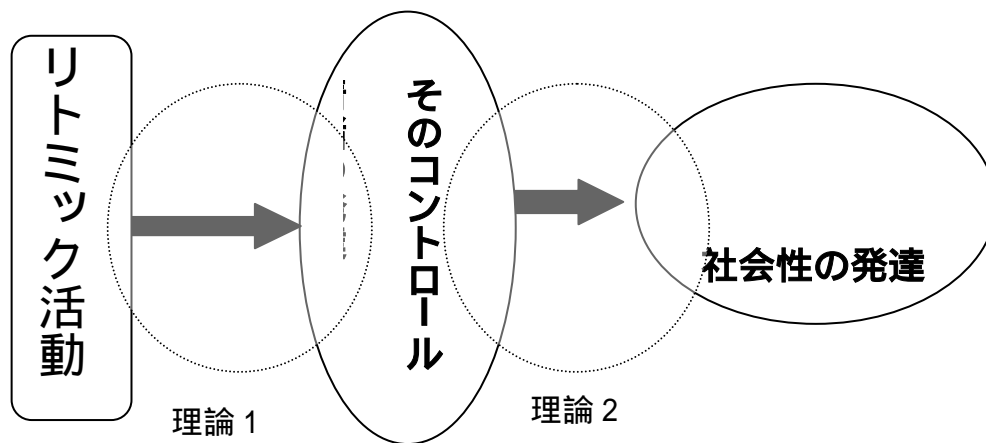 リトミック活動
そのコントロール
社会性の発達
理論 1
理論 2